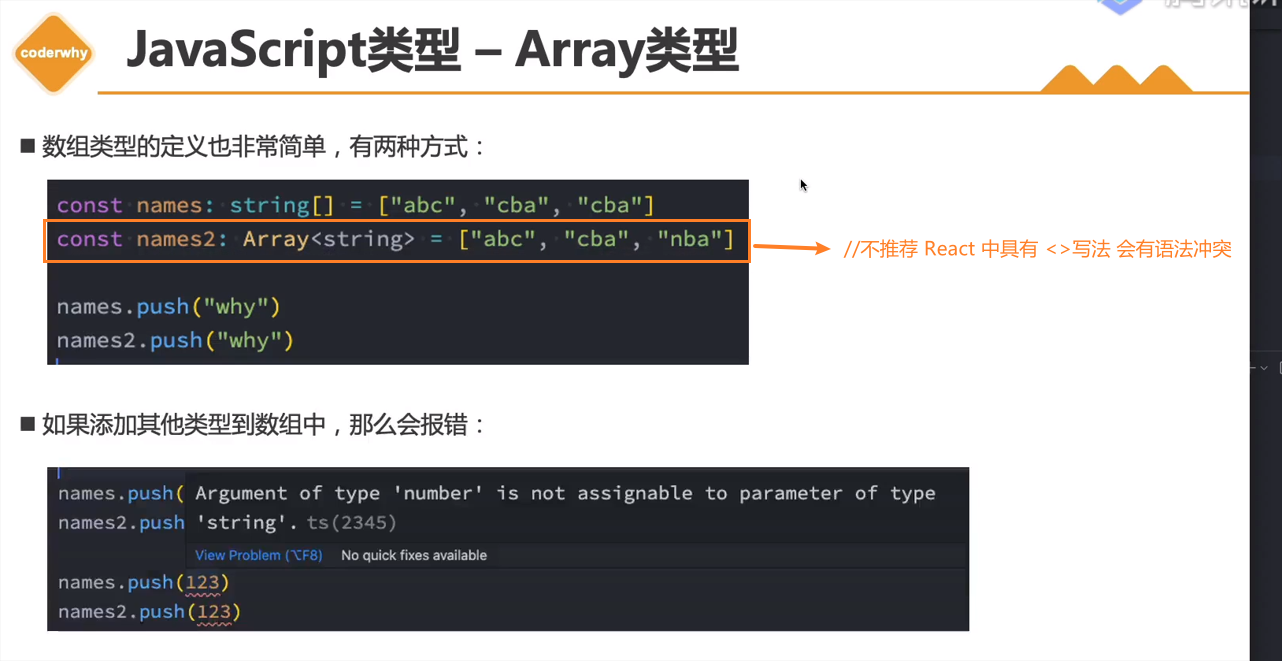 coderwhy
JavaScript类型 – Array类型
数组类型的定义也非常简单，有两种方式：
const names: string[] = ["abc", "cba", "cba"]
const names2: Array<string> = ["abc", "cba", "nba"]
//不推荐 React 中具有 <>写法 会有语法冲突
names.push("why")
names2.push("why")
如果添加其他类型到数组中，那么会报错：
names.push( Argument of type 'number' is not assignable to parameter of type
names2.push 'string'. ts(2345)
View Problem (⌥F8) No quick fixes available
names.push(123)
names2.push(123)